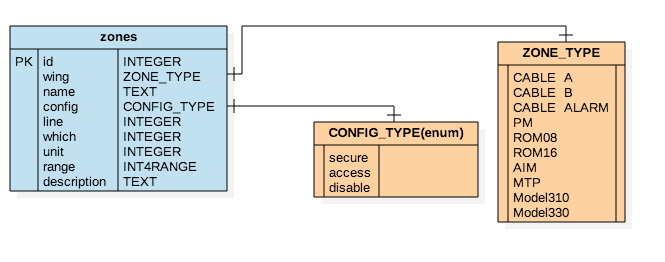 zones
PK id INTEGER
wing ZONE_TYPE
name TEXT
config CONFIG_TYPE
line INTEGER
which INTEGER
unit INTEGER
range INT4RANGE
description TEXT
CONFIG_TYPE(enum)
secure
access
disable
ZONE_TYPE
CABLE A
CABLE B
CABLE ALARM
PM
ROM08
ROM16
AIM
MTP
Model310
Model330